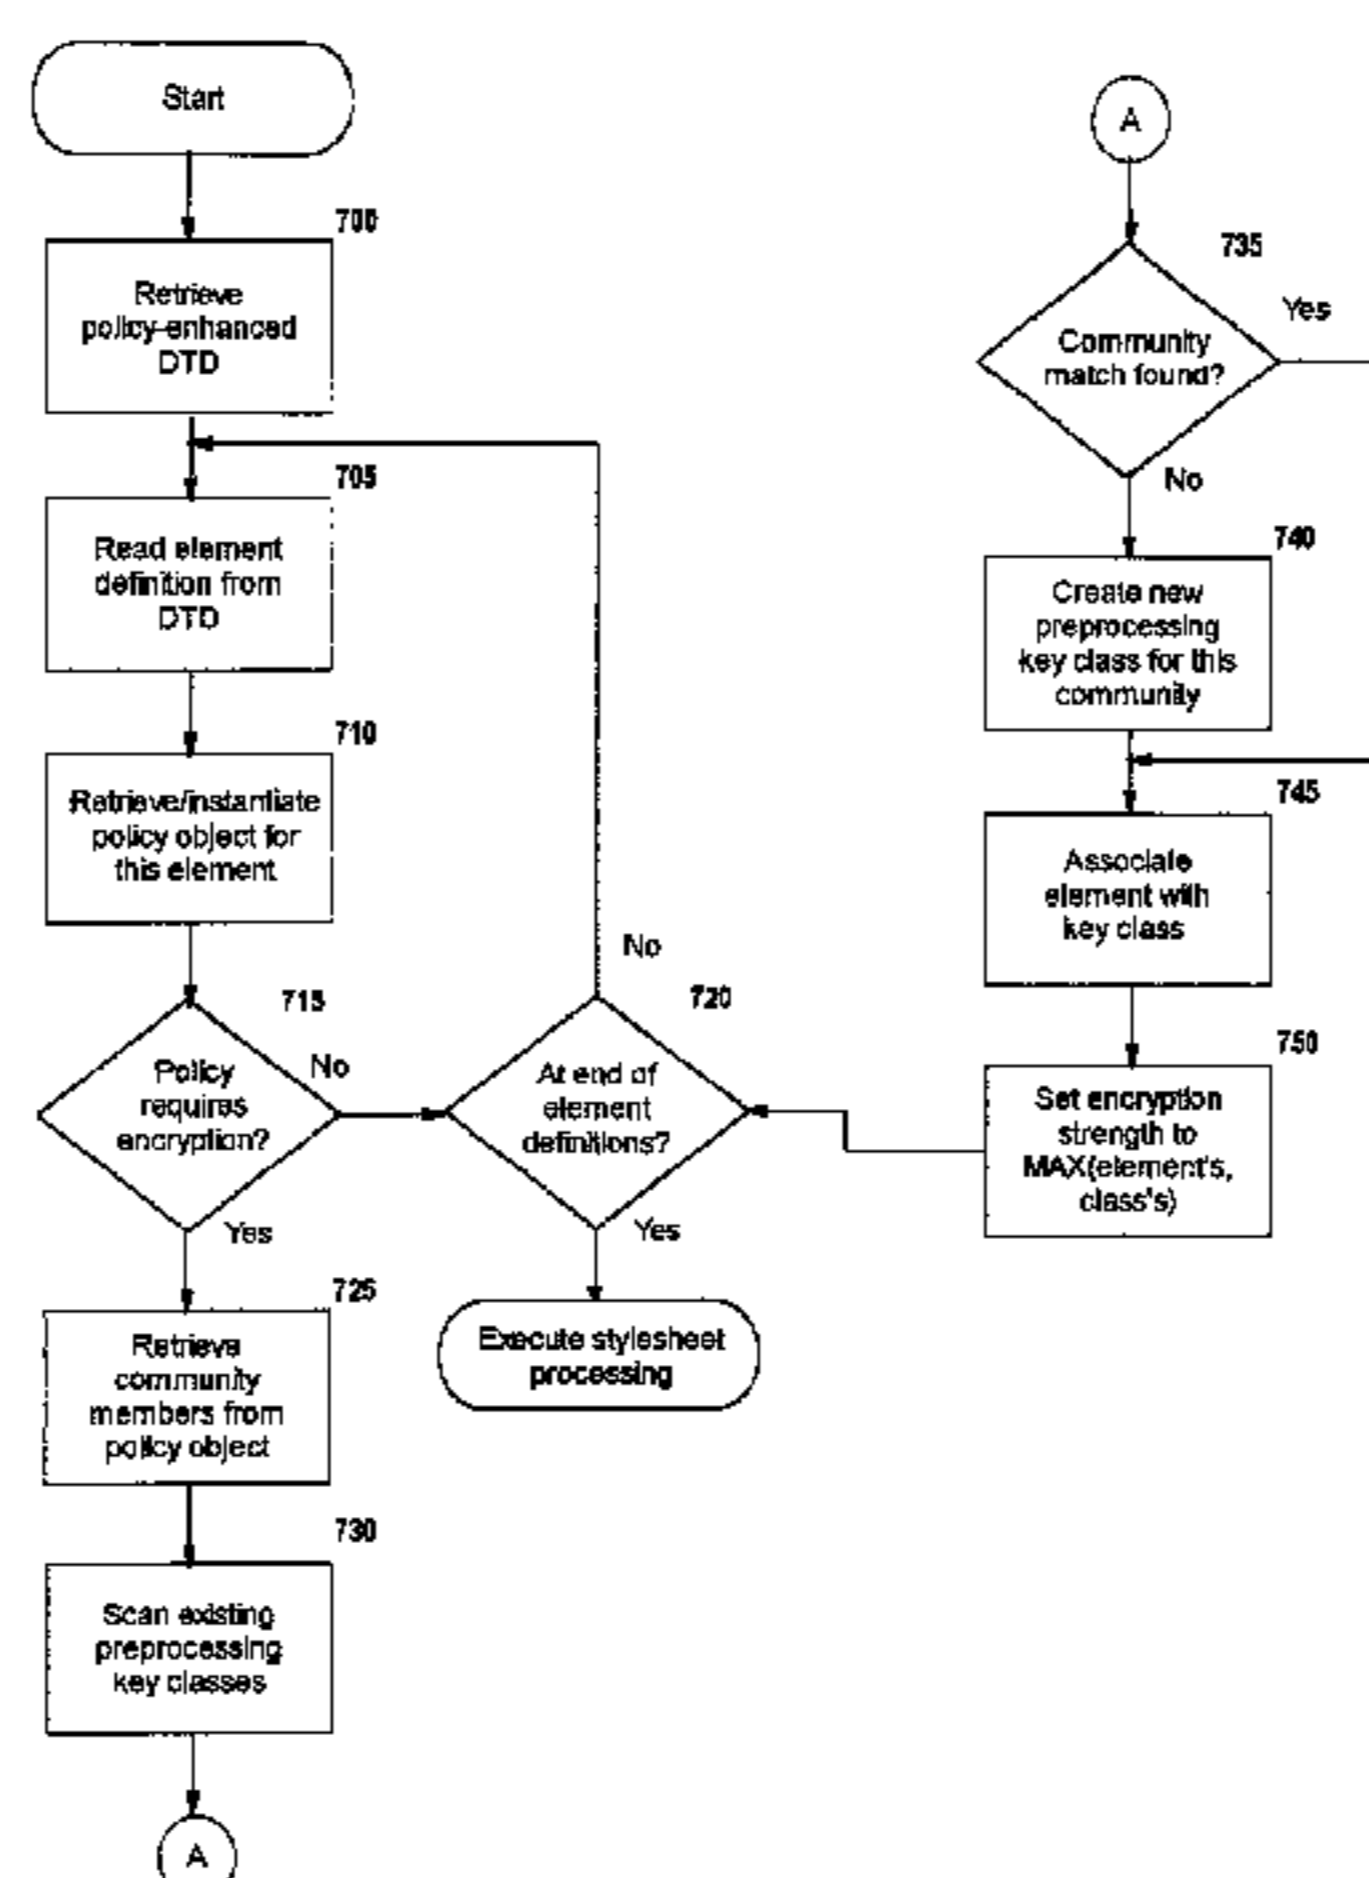 Start
700
Retrieve
policy-enhanced
DTD
705
Read element
definition from
DTD
710
Retrieve/instantiate
policy object for
this element
715
Policy
requires
encryption?
No
Yes
725
Retrieve
community
members from
policy object
730
Scan existing
preprocessing
key classes
A
No
720
At end of
element
definitions?
Yes
Execute stylesheet
processing
A
735
Community
match found?
Yes
No
740
Create new
preprocessing
key class for this
community
745
Associate
element with
key class
750
Set encryption
strength to
MAX(element's,
class's)